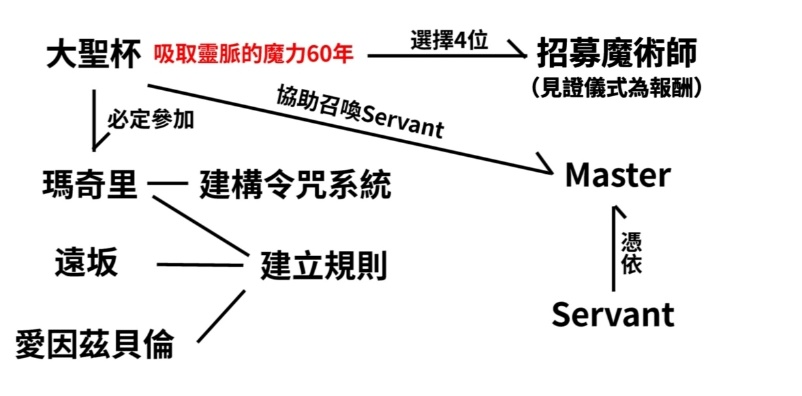 大聖杯 吸取靈脈的魔力60年
選擇4位
招募魔術師
（見證儀式為報酬）
必定參加
協助召喚Servant
瑪奇里
建構令咒系統
Master
遠坂
建立規則
憑依
Servant
愛因茲貝倫